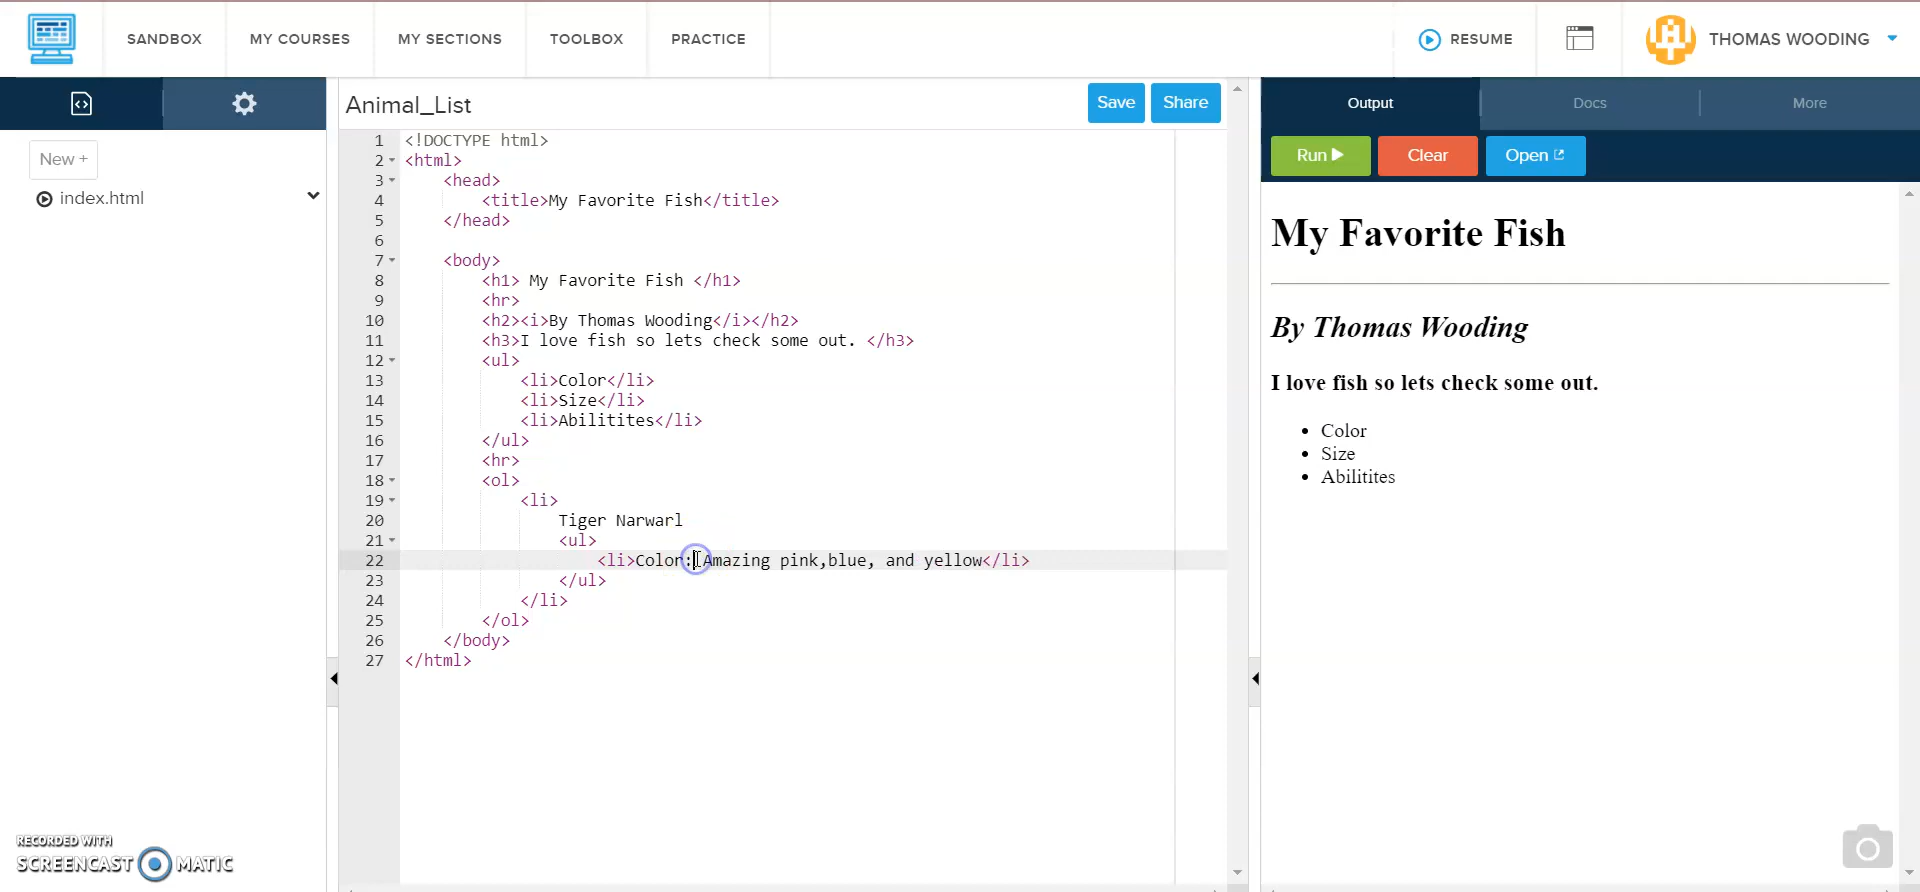 SANDBOX
MY COURSES
MY SECTIONS
TOOLBOX
PRACTICE
RESUME
THOMAS WOODING
Animal_List
Save
Share
Output
Docs
More
New +
index.html
Run
Clear
Open
1 <!DOCTYPE html>
2 <html>
3 <head>
4 <title>My Favorite Fish</title>
5 </head>
6
7 <body>
8 <h1> My Favorite Fish </h1>
9 <hr>
10 <h2><i>By Thomas Wooding</i></h2>
11 <h3>I love fish so lets check some out. </h3>
12 <ul>
13 <li>Color</li>
14 <li>Size</li>
15 <li>Abilitites</li>
16 </ul>
17 <hr>
18 <ol>
19 <li>
20 Tiger Narwarl
21 <ul>
22 <li>Color: Amazing pink,blue, and yellow</li>
23 </ul>
24 </li>
25 </ol>
26 </body>
27 </html>
My Favorite Fish
By Thomas Wooding
I love fish so lets check some out.
• Color
• Size
• Abilitites
RECORDED WITH
SCREENCAST MATIC